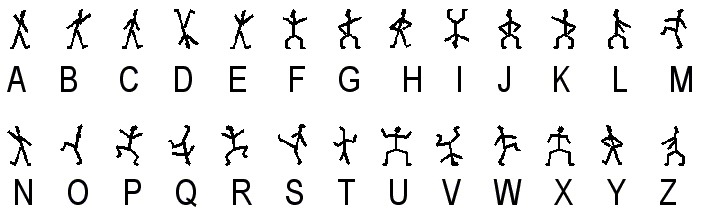 A B C D E F G H I J K L M
N O P Q R S T U V W X Y Z